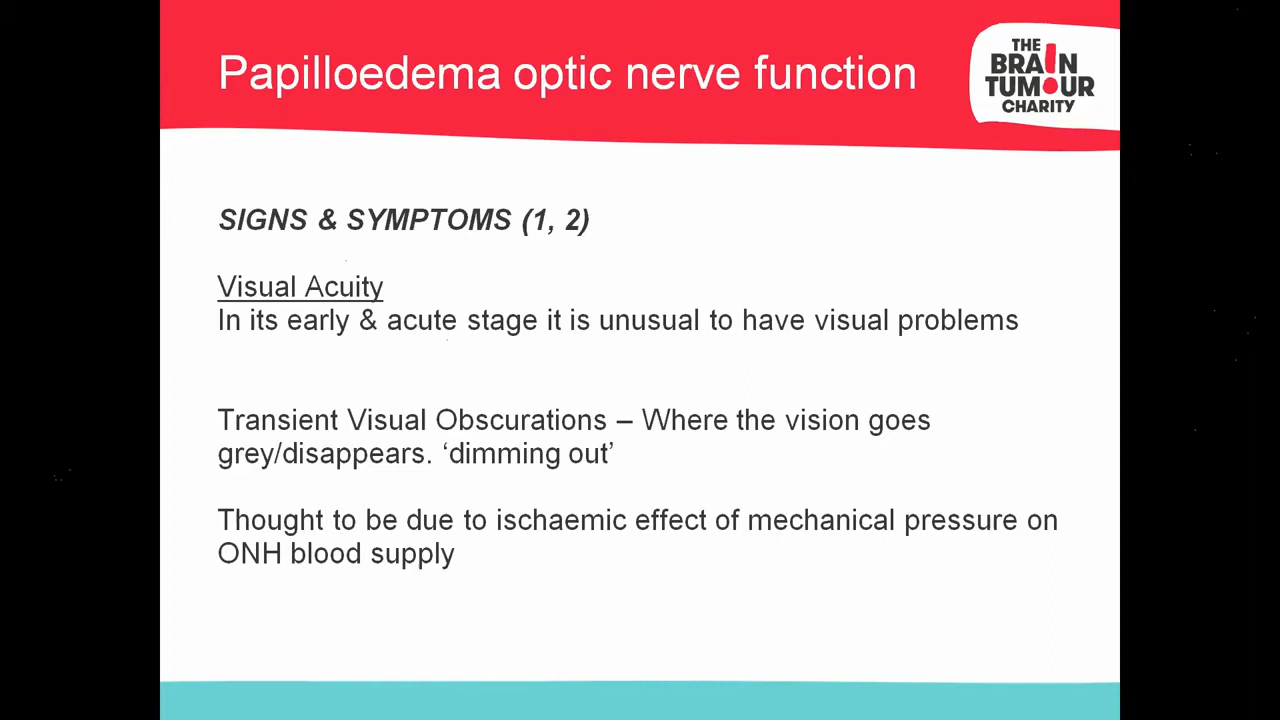 Papilloedema optic nerve function
THE
BRAIN
TUMOUR
CHARITY
SIGNS & SYMPTOMS (1, 2)
Visual Acuity
In its early & acute stage it is unusual to have visual problems
Transient Visual Obscurations – Where the vision goes
grey/disappears. ‘dimming out’
Thought to be due to ischaemic effect of mechanical pressure on
ONH blood supply